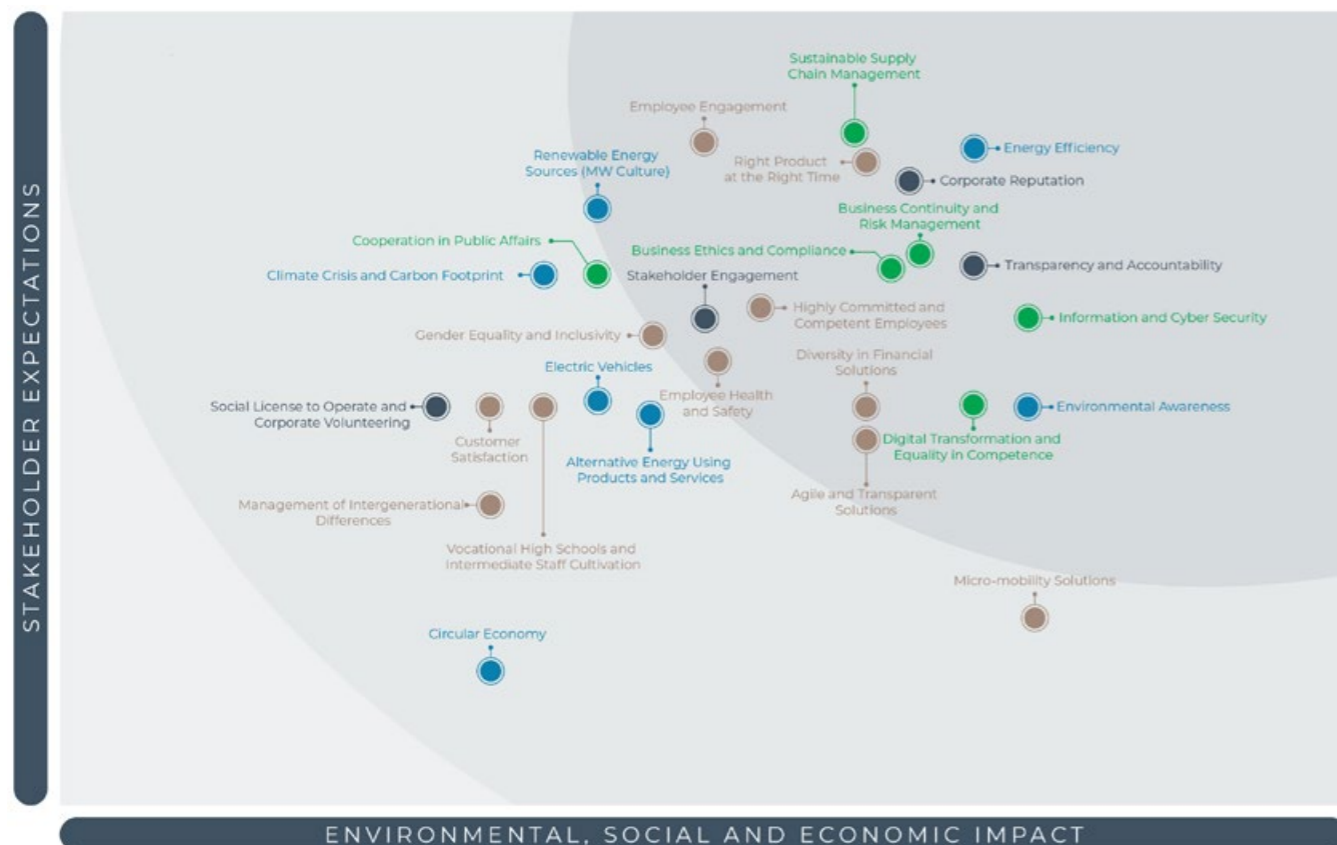 Sustainable Supply
Chain Management
Employee Engagement
Energy Efficiency
Renewable Energy
Sources (MW Culture)
Right Product
at the Right Time
Corporate Reputation
Business Continuity and
Risk Management
Cooperation in Public Affairs
Business Ethics and Compliance
Climate Crisis and Carbon Footprint
Stakeholder Engagement
Transparency and Accountability
Highly Committed and
Competent Employees
Information and Cyber Security
Gender Equality and Inclusivity
Diversity in Financial
Solutions
Electric Vehicles
Employee Health
and Safety
Social License to Operate and
Corporate Volunteering
Environmental Awareness
Customer
Satisfaction
Digital Transformation and
Equality in Competence
Alternative Energy Using
Products and Services
Agile and Transparent
Solutions
Management of Intergenerational
Differences
Vocational High Schools and
Intermediate Staff Cultivation
Micro-mobility Solutions
Circular Economy
STAKEHOLDER EXPECTATIONS
ENVIRONMENTAL, SOCIAL AND ECONOMIC IMPACT